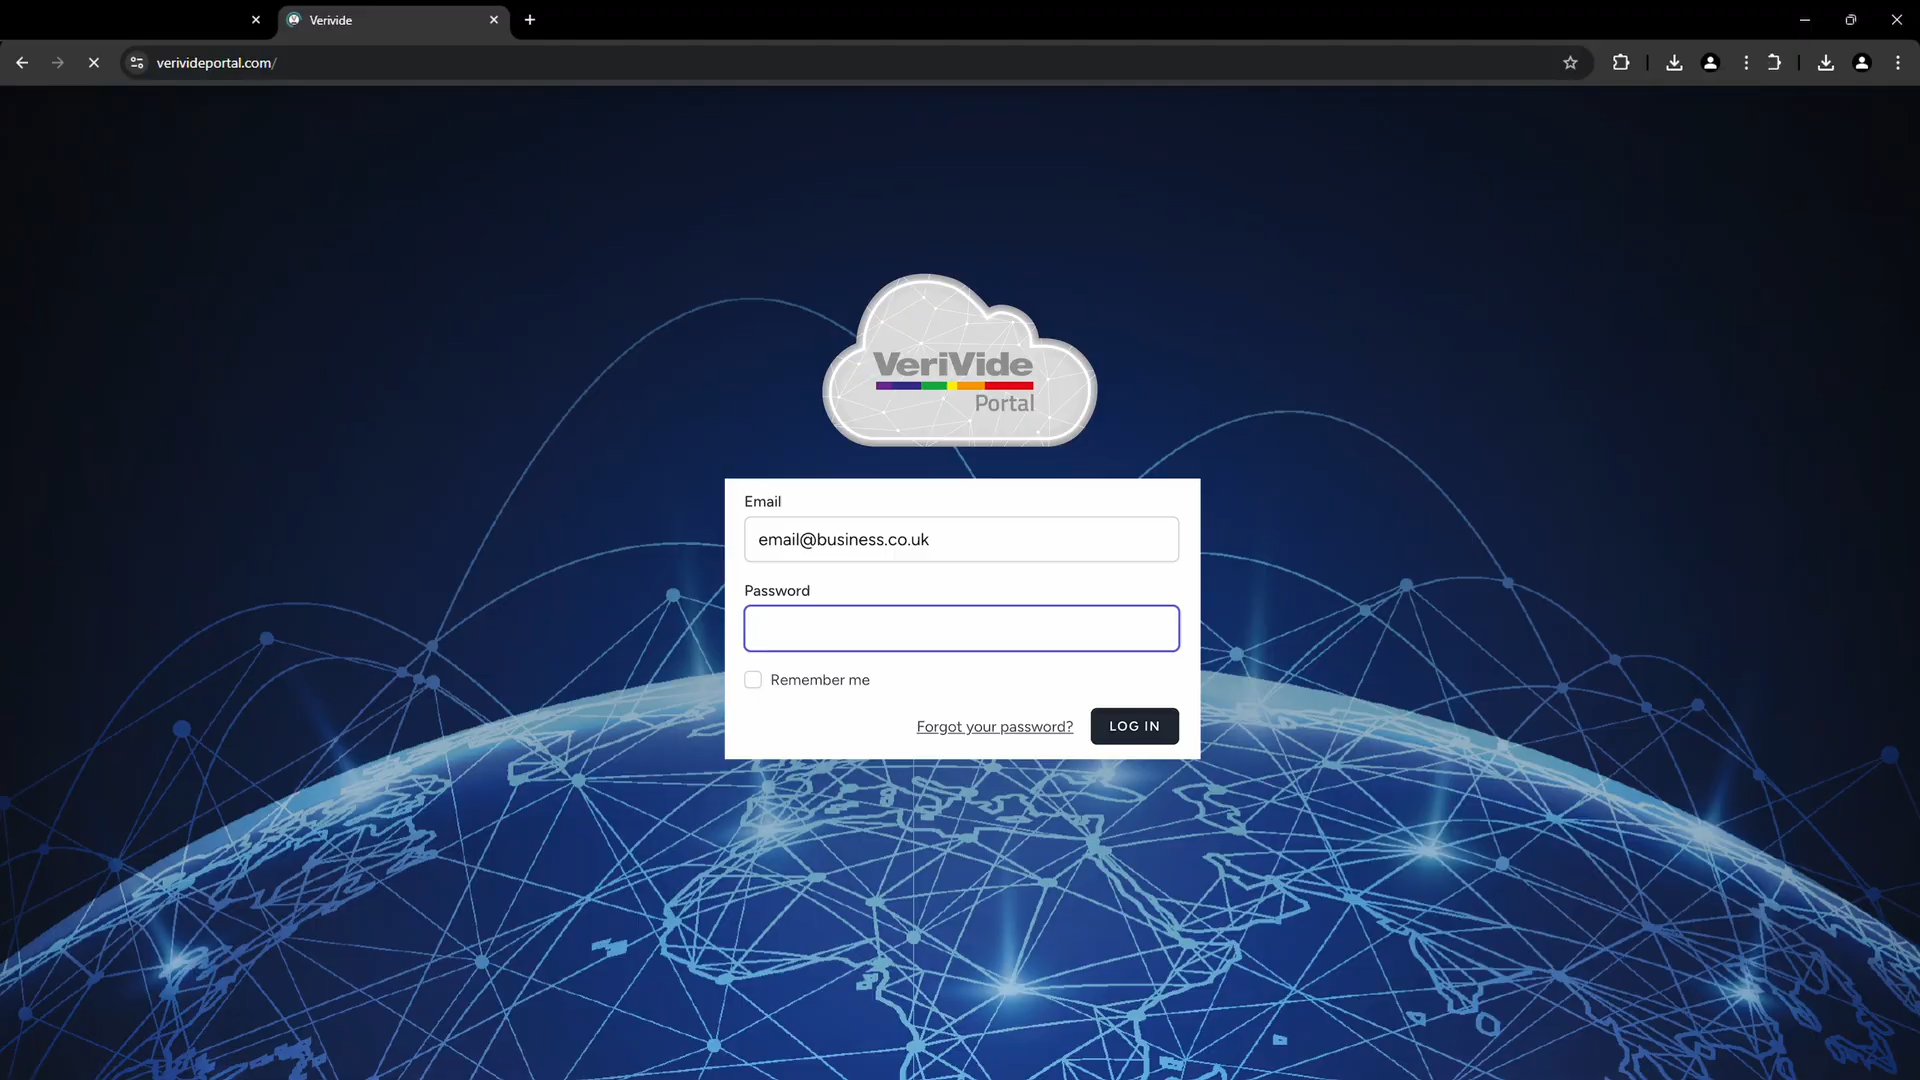 Verivide
verivideportal.com/
VeriVide
Portal
Email
email@business.co.uk
Password
Remember me
Forgot your password?
LOG IN